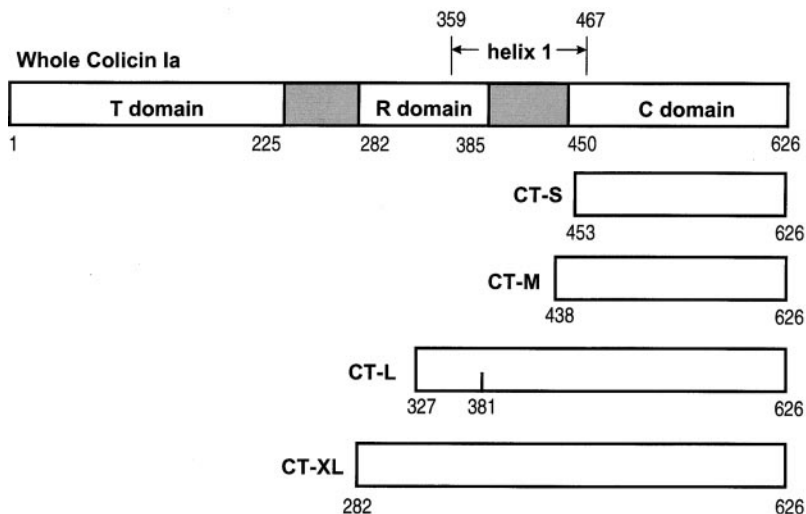 359 467
helix 1
Whole Colicin Ia
T domain R domain C domain
1 225 282 385 450 626
CT-S
453 626
CT-M
438 626
CT-L
327 381 626
CT-XL
282 626